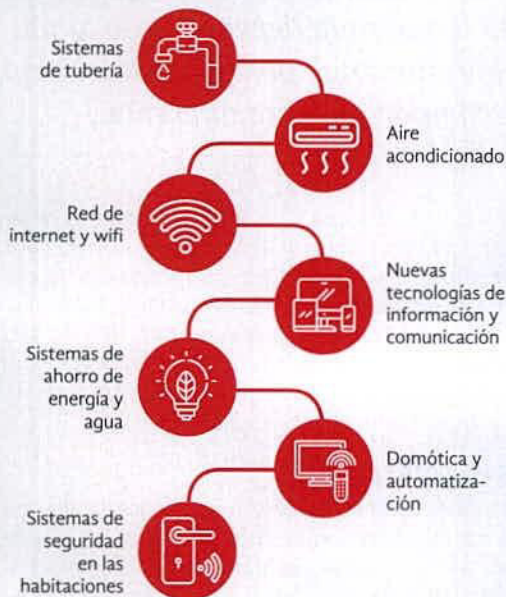 Sistemas
de tubería
Aire
acondicionado
Red de
internet y wifi
Nuevas
tecnologías de
información y
comunicación
Sistemas de
ahorro de
energía y
agua
Domótica y
automatiza-
ción
Sistemas de
seguridad
en las
habitaciones